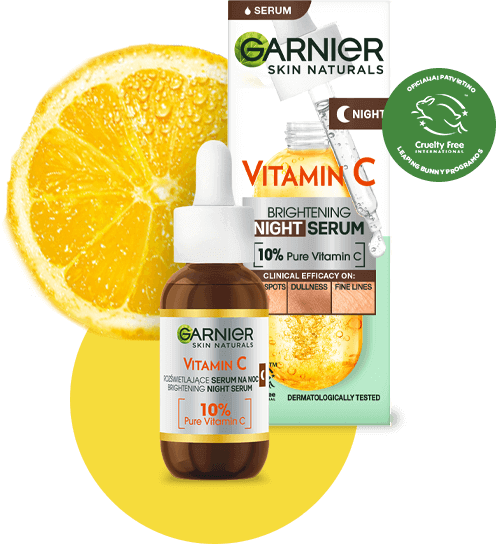 SERUM
GARNIER
SKIN NATURALS
NIGHT
VITAMIN C
BRIGHTENING
NIGHT SERUM
10% Pure Vitamin C
CLINICAL EFFICACY ON:
SPOTS DULLNESS FINE LINES
DERMATOLOGICALLY TESTED
GARNIER
SKIN NATURALS
VITAMIN C
ROZŚWIETLAJĄCE SERUM NA NOC
BRIGHTENING NIGHT SERUM
10%
Pure Vitamin C
Cruelty Free
INTERNATIONAL
LEAPING BUNNY PROGRAMOS